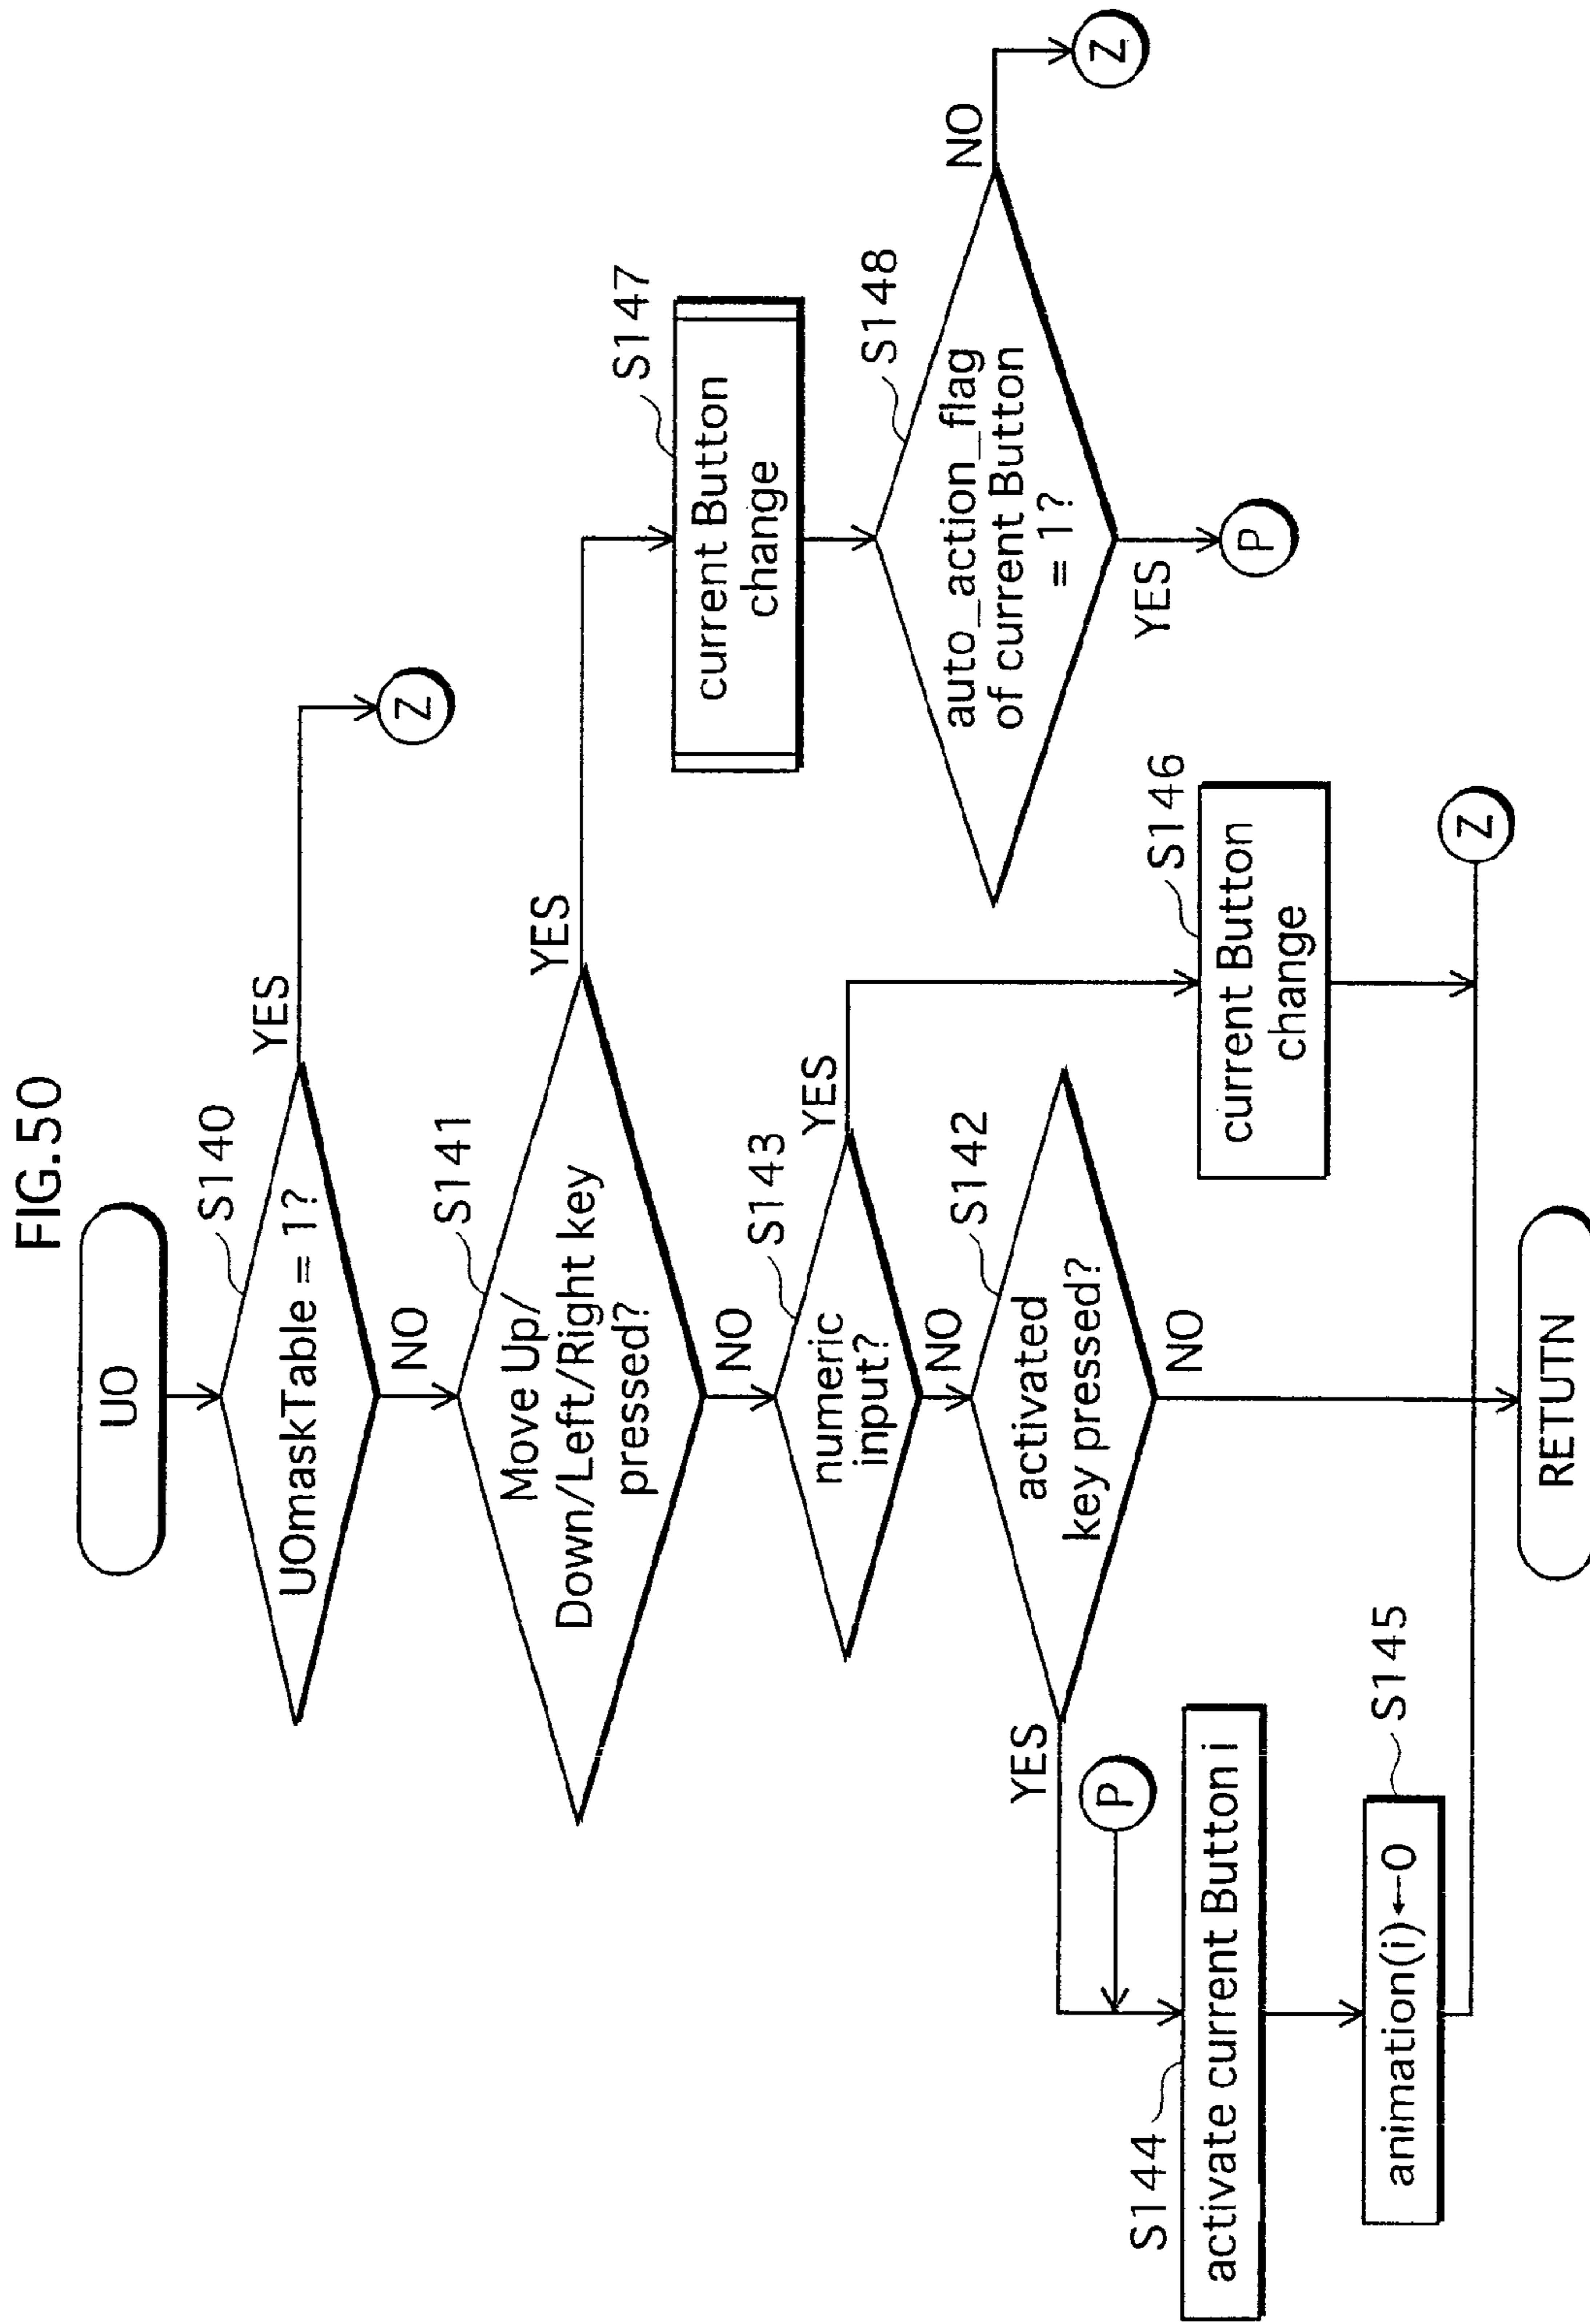 FIG.50
UO
S140
UOmaskTable = 1?
YES
Z
NO
S141
Move Up/
Down/Left/Right key
pressed?
YES
NO
S147
current Button
change
S148
auto_action_flag
of current Button
= 1?
NO
Z
YES
P
S143
numeric
input?
YES
NO
S146
current Button
change
Z
S142
activated
key pressed?
YES
NO
P
S144
activate current Button i
S145
animation(i)←0
RETUTN